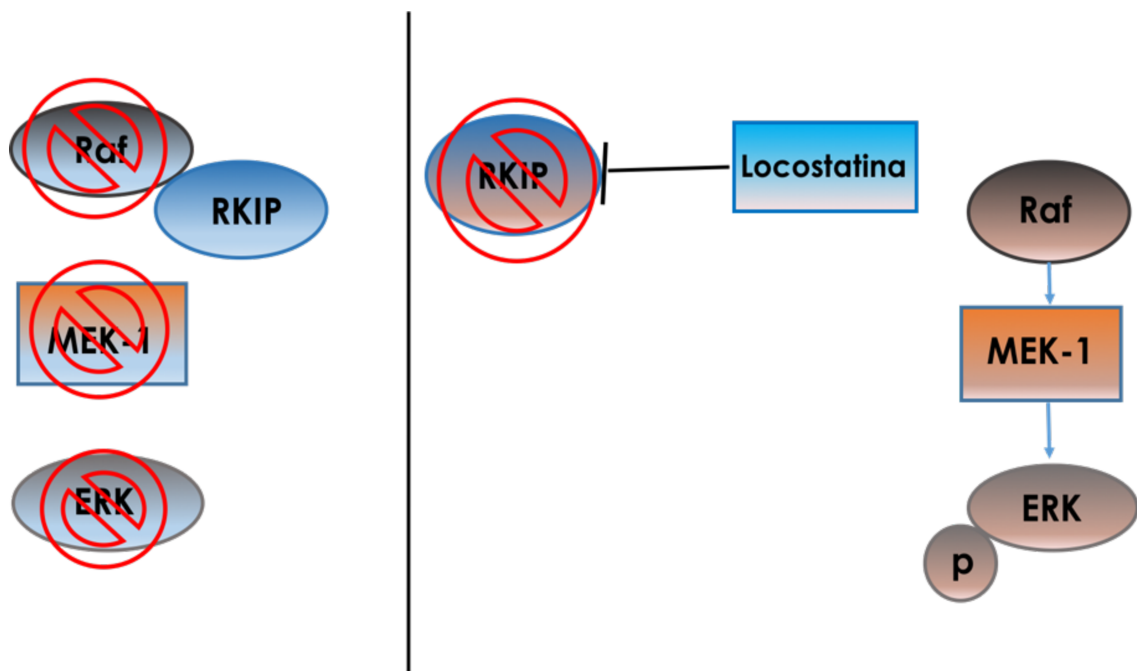 Raf
RKIP
MEK-1
ERK
RKIP
Locostatina
Raf
MEK-1
ERK
p